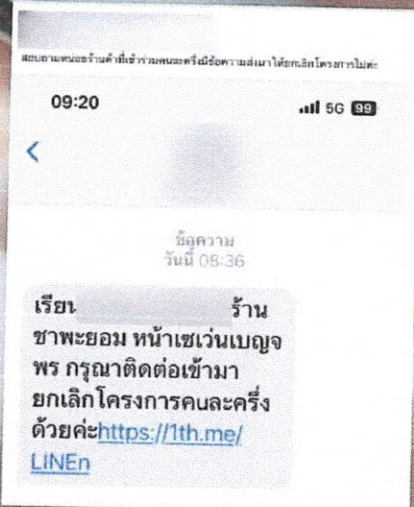 สอบถามหน่อยร้านค้าที่เข้าร่วมคนละครึ่งมีข้อความส่งมาให้ยกเลิกโครงการไม่ค่ะ
09:20
5G 99
ข้อความ
วันนี้ 08:36
เรียน ร้าน
ชาพะยอม หน้าเซเว่นเบญจ
พร กรุณาติดต่อเข้ามา
ยกเลิกโครงการคนละครึ่ง
ด้วยค่ะhttps://1th.me/
LINEn